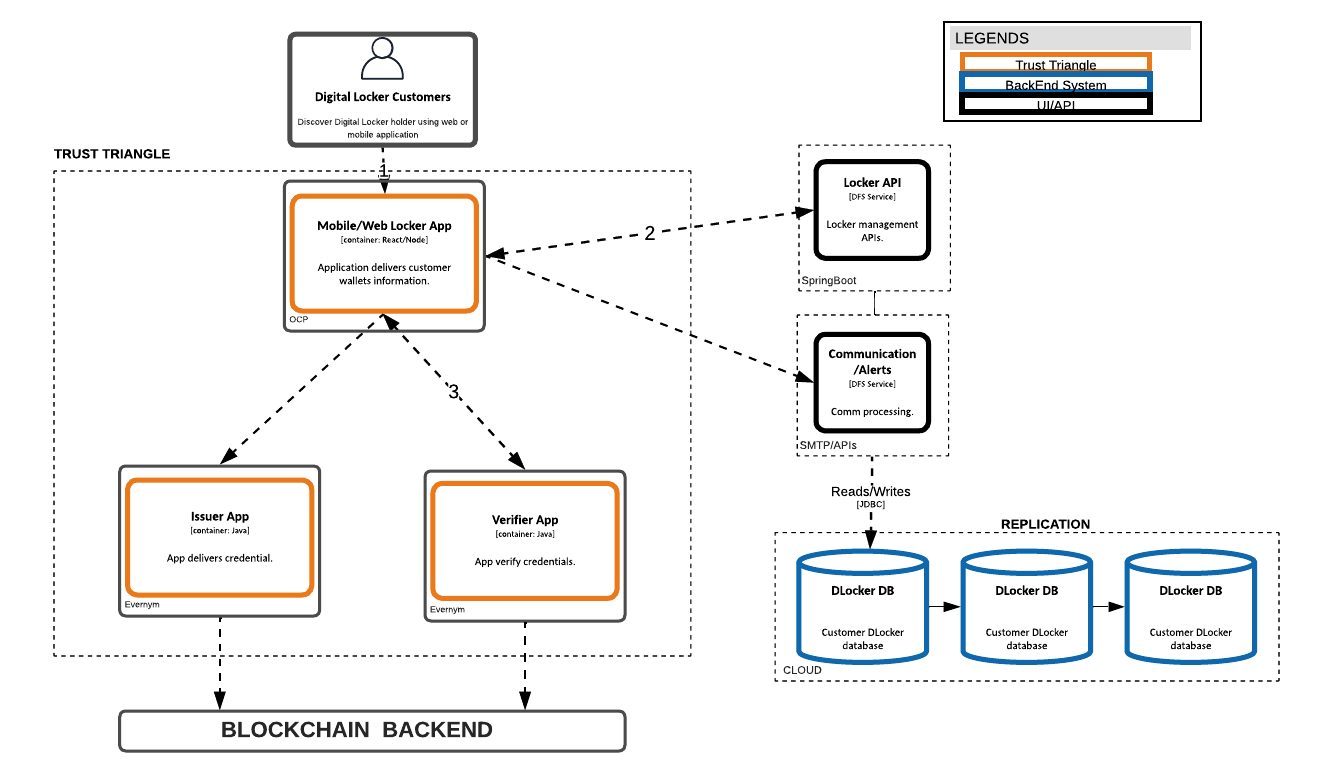 LEGENDS
Trust Triangle
BackEnd System
UI/API
Digital Locker Customers
Discover Digital Locker holder using web or
mobile application
TRUST TRIANGLE
1
Mobile/Web Locker App
[container: React/Node]
Application delivers customer
wallets information.
OCP
2
Locker API
[DFS Service]
Locker management
APIs.
SpringBoot
Communication
/Alerts
[DFS Service]
Comm processing.
SMTP/APIs
3
Issuer App
[container: Java]
App delivers credential.
Evernym
Verifier App
[container: Java]
App verify credentials.
Evernym
Reads/Writes
[JDBC]
REPLICATION
DLocker DB
Customer DLocker
database
DLocker DB
Customer DLocker
database
DLocker DB
Customer DLocker
database
CLOUD
BLOCKCHAIN BACKEND